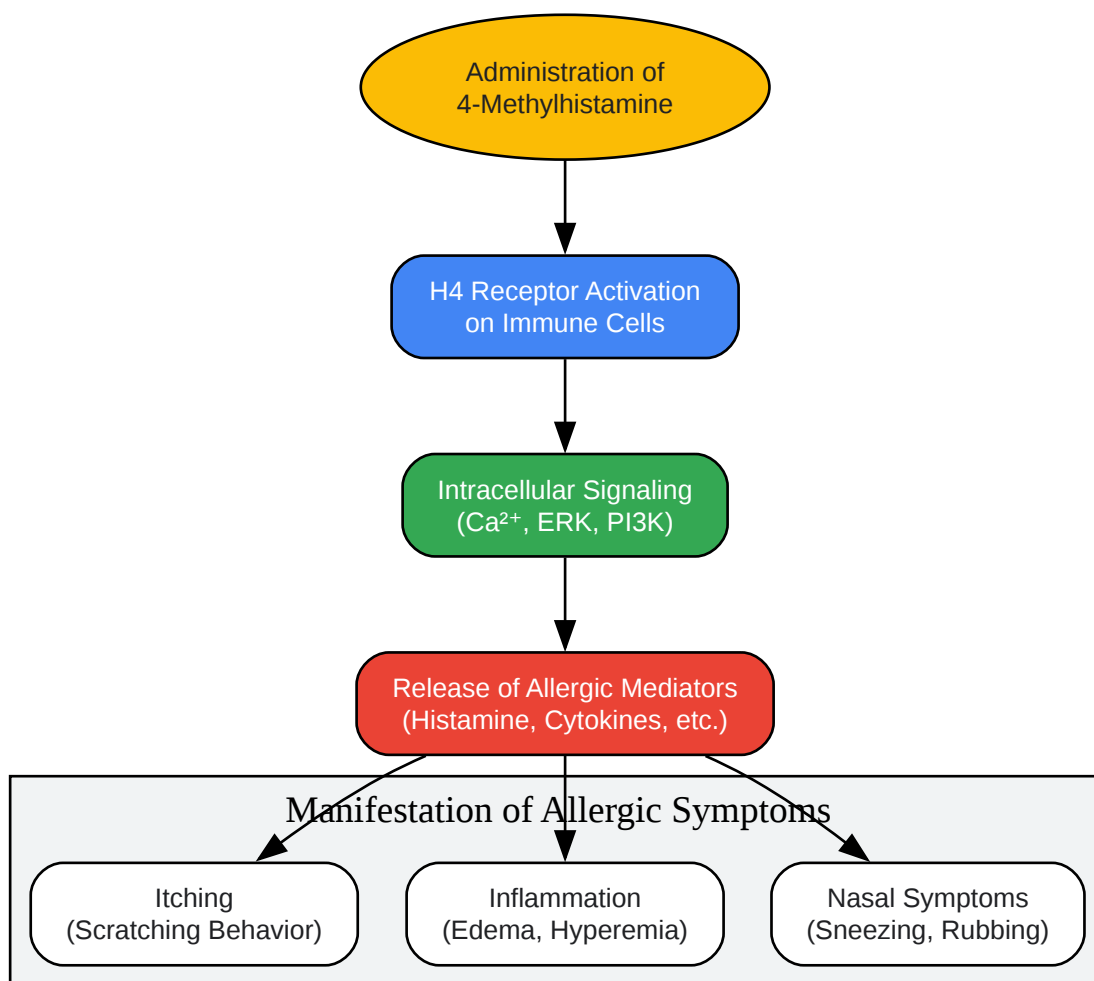 Administration of
4-Methylhistamine
H4 Receptor Activation
on Immune Cells
Intracellular Signaling
(Ca²⁺, ERK, PI3K)
Release of Allergic Mediators
(Histamine, Cytokines, etc.)
Manifestation of Allergic Symptoms
Itching
(Scratching Behavior)
Inflammation
(Edema, Hyperemia)
Nasal Symptoms
(Sneezing, Rubbing)